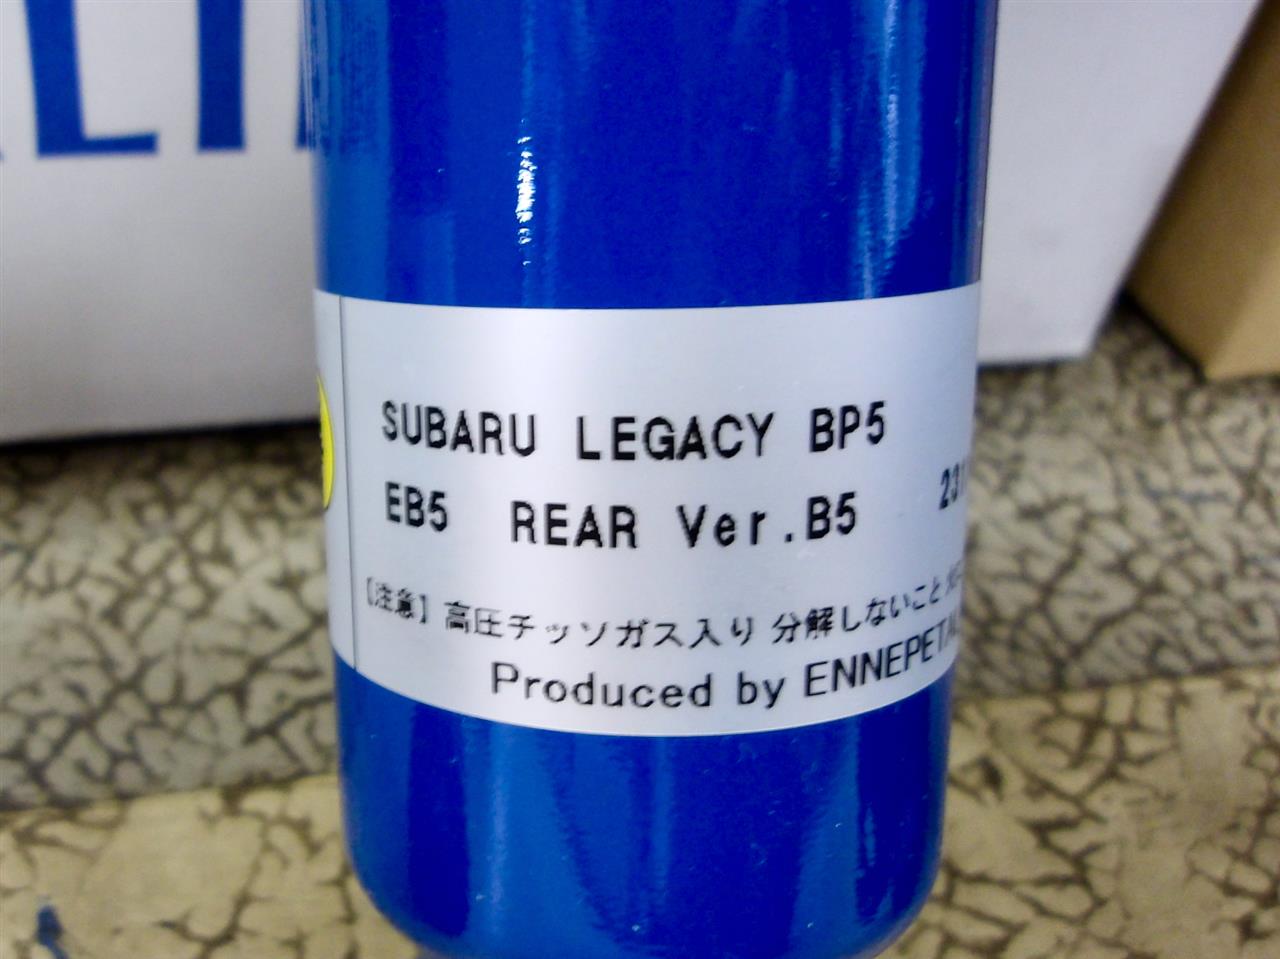 SUBARU LEGACY BP5
EB5 REAR Ver.B5
【注意】高圧チッソガス入り 分解しないこと
Produced by ENNEPETAL